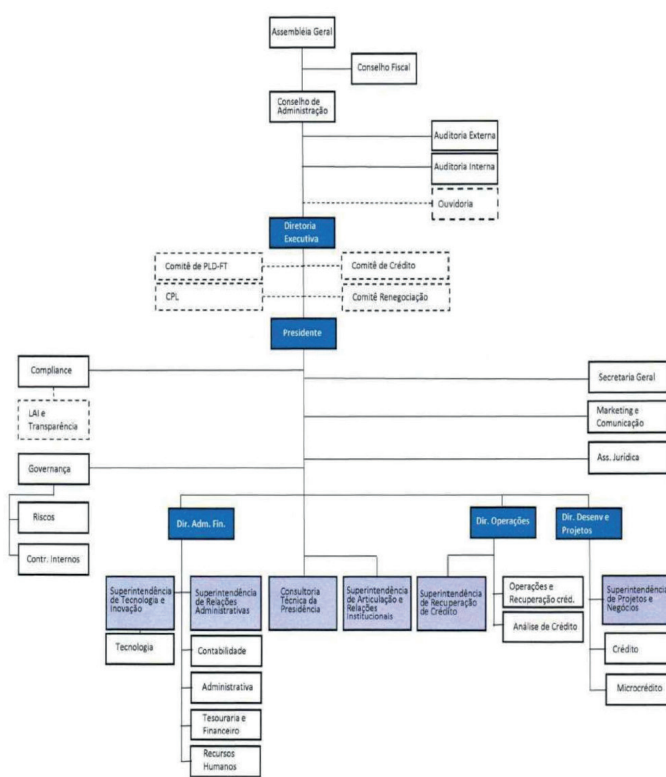 Assembléia Geral
Conselho Fiscal
Conselho de
Administração
Auditoria Externa
Auditoria Interna
Ouvidoria
Diretoria
Executiva
Comitê de PLD-FT
Comitê de Crédito
CPL
Comitê Renegociação
Presidente
Compliance
Secretaria Geral
LAI e
Transparência
Marketing e
Comunicação
Governança
Ass. Jurídica
Riscos
Contr. Internos
Dir. Adm. Fin.
Dir. Operações
Dir. Desenv e
Projetos
Superintendência
de Tecnologia e
Inovação
Superintendência
de Relações
Administrativas
Consultoria
Técnica da
Presidência
Superintendência
de Articulação e
Relações
Institucionais
Superintendência
de Recuperação
de Crédito
Operações e
Recuperação créd.
Superintendência
de Projetos e
Negócios
Tecnologia
Contabilidade
Análise de Crédito
Crédito
Administrativa
Microcrédito
Tesouraria e
Financeiro
Recursos
Humanos